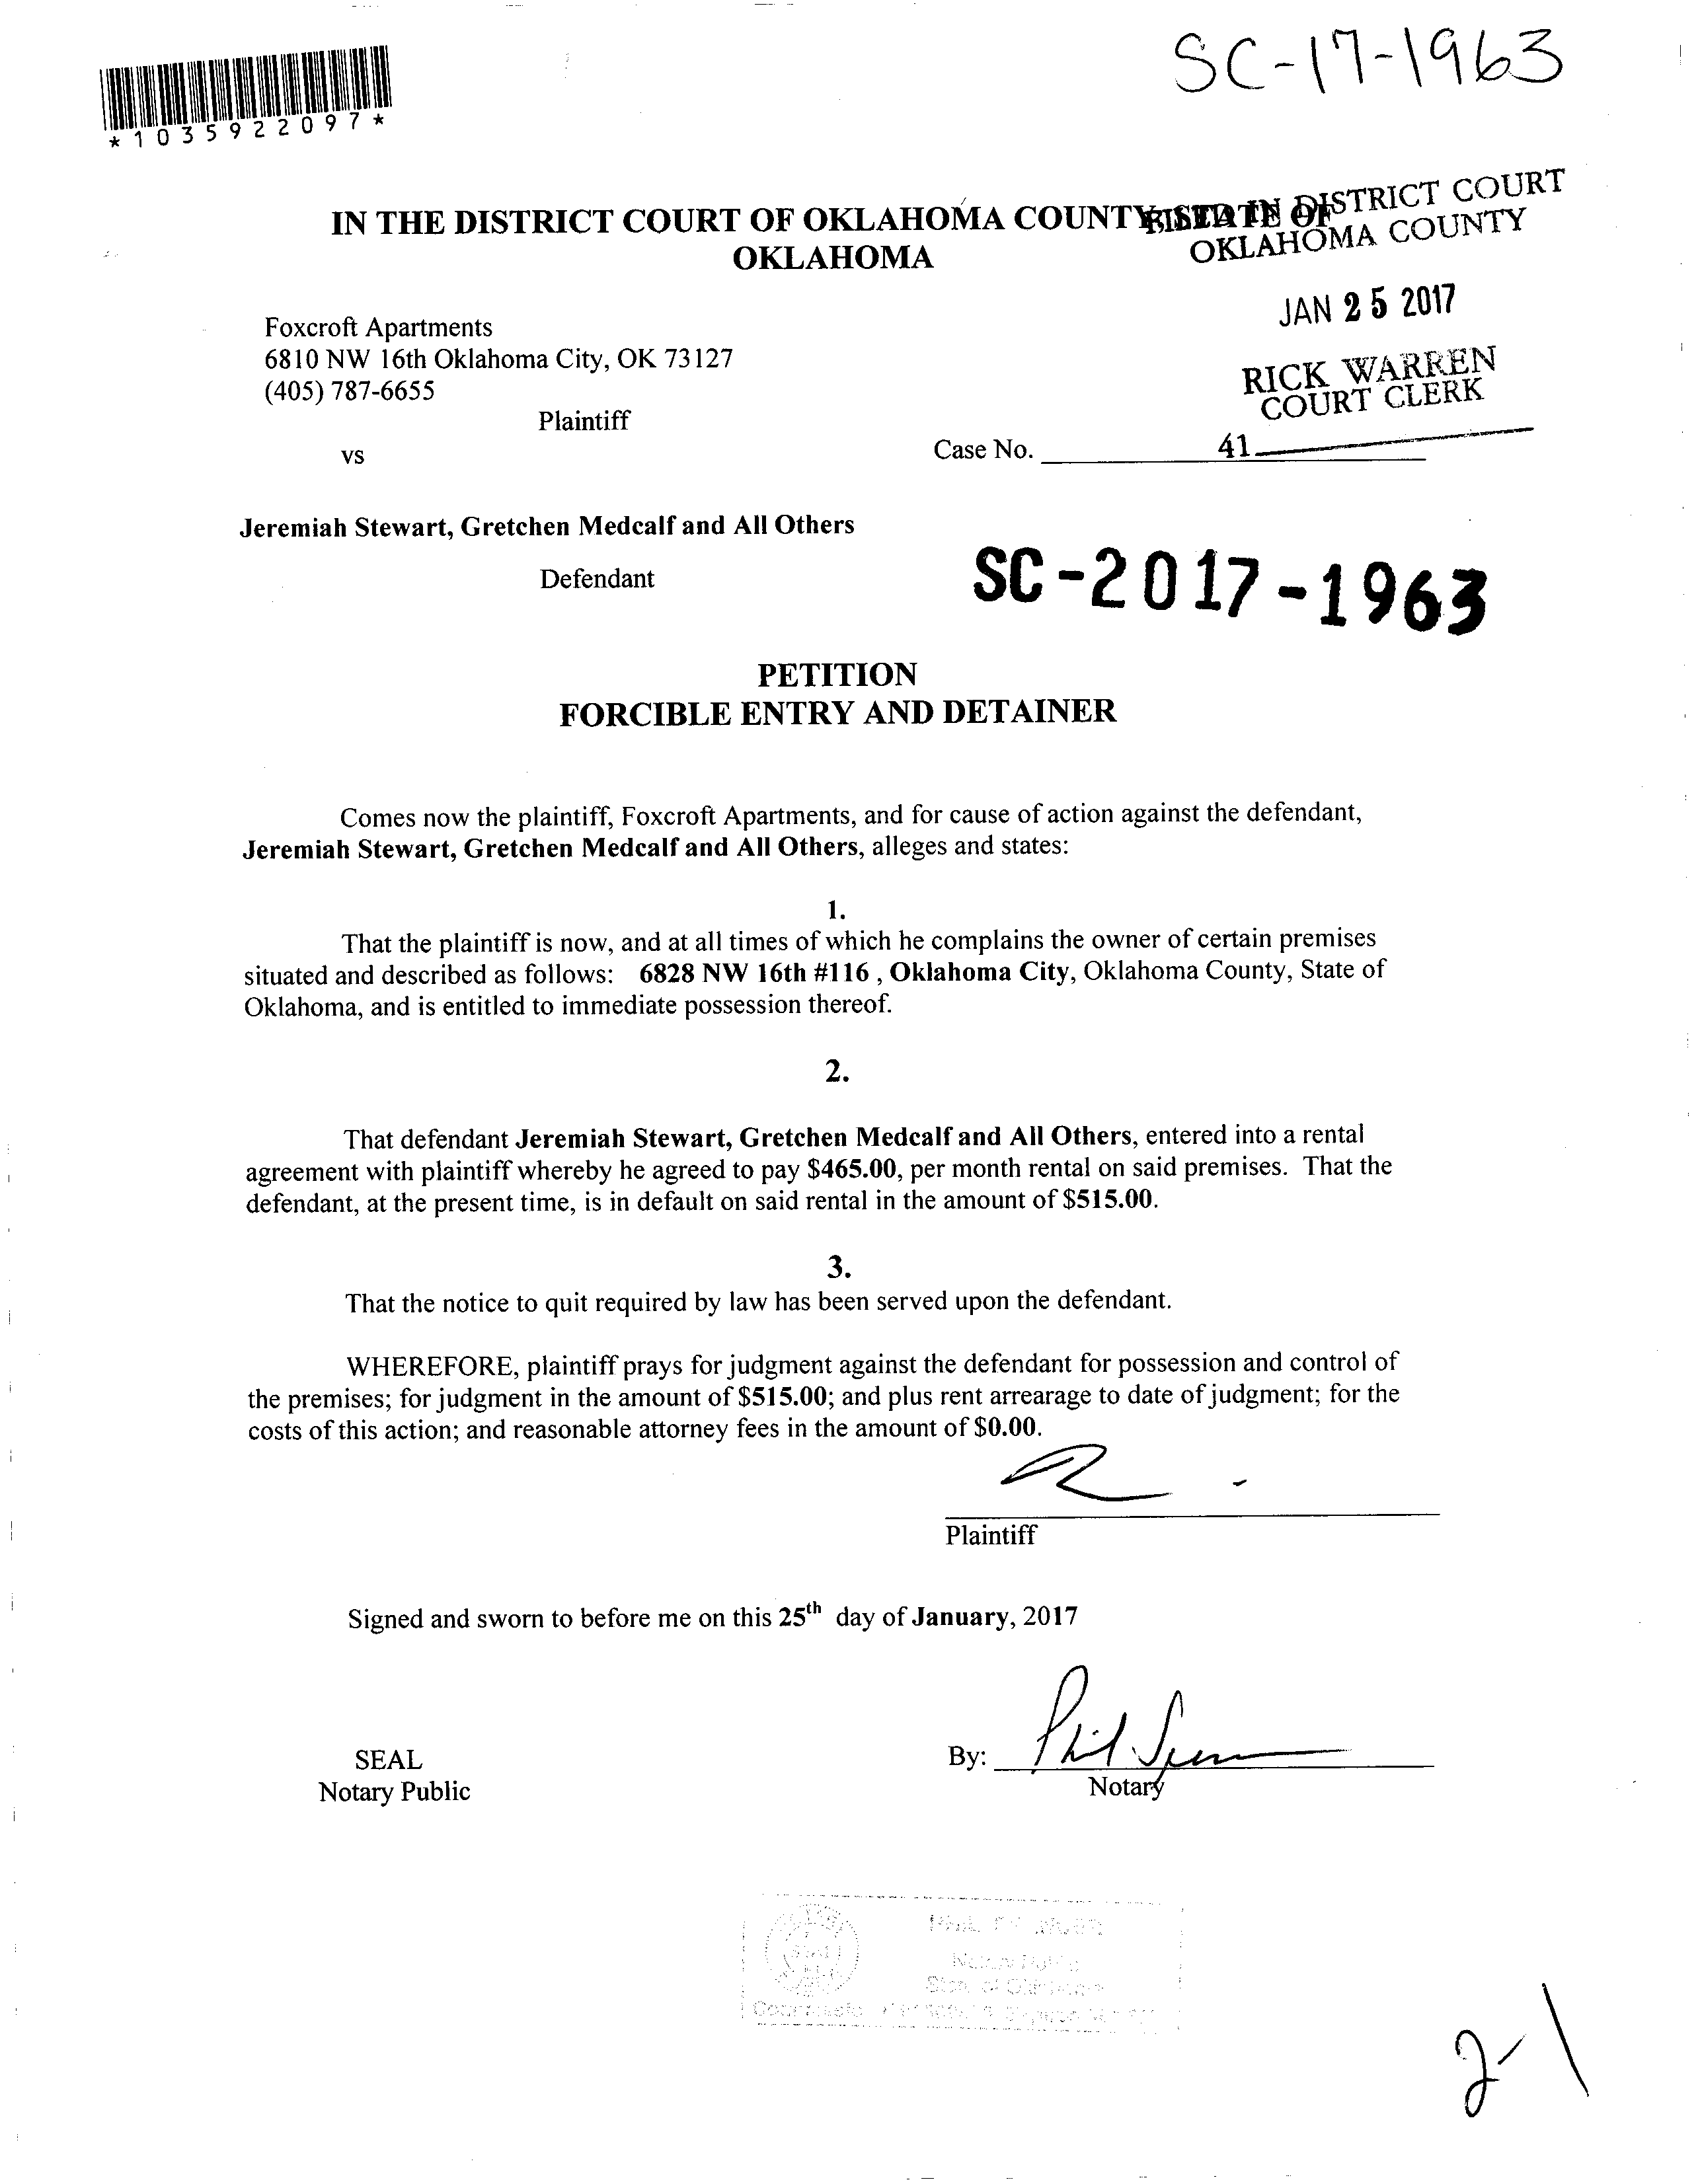 SC-17-1963
*1035922097*
IN THE DISTRICT COURT OF OKLAHOMA COUNTY, STATE OF
OKLAHOMA
FILED IN DISTRICT COURT
OKLAHOMA COUNTY
JAN 25 2017
RICK WARREN
COURT CLERK
41
Foxcroft Apartments
6810 NW 16th Oklahoma City, OK 73127
(405) 787-6655
Plaintiff
vs
Case No.
Jeremiah Stewart, Gretchen Medcalf and All Others
Defendant
SC-2017-1963
PETITION
FORCIBLE ENTRY AND DETAINER
Comes now the plaintiff, Foxcroft Apartments, and for cause of action against the defendant,
Jeremiah Stewart, Gretchen Medcalf and All Others, alleges and states:
1.
That the plaintiff is now, and at all times of which he complains the owner of certain premises
situated and described as follows: 6828 NW 16th #116 , Oklahoma City, Oklahoma County, State of
Oklahoma, and is entitled to immediate possession thereof.
2.
That defendant Jeremiah Stewart, Gretchen Medcalf and All Others, entered into a rental
agreement with plaintiff whereby he agreed to pay $465.00, per month rental on said premises. That the
defendant, at the present time, is in default on said rental in the amount of $515.00.
3.
That the notice to quit required by law has been served upon the defendant.
WHEREFORE, plaintiff prays for judgment against the defendant for possession and control of
the premises; for judgment in the amount of $515.00; and plus rent arrearage to date of judgment; for the
costs of this action; and reasonable attorney fees in the amount of $0.00.
Plaintiff
Signed and sworn to before me on this 25th day of January, 2017
SEAL
Notary Public
By: Phil
Notary
Notary Public
State of Oklahoma
2-1